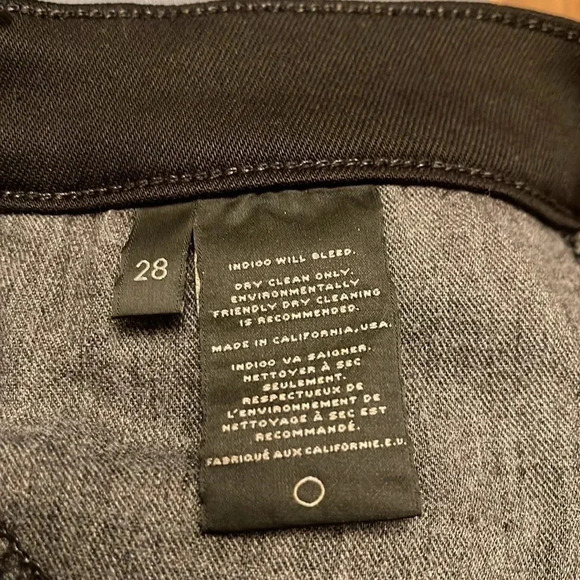 28
INDIGO WILL BLEED.
DRY CLEAN ONLY.
ENVIRONMENTALLY
FRIENDLY DRY CLEANING
IS RECOMMENDED.
MADE IN CALIFORNIA, USA.
INDIGO VA SAIGNER.
NETTOYER À SEC
SEULEMENT.
RESPECTUEUX DE
L'ENVIRONNEMENT DE
NETTOYAGE À SEC EST
RECOMMANDÉ.
FABRIQUÉ AUX CALIFORNIE, E.U.